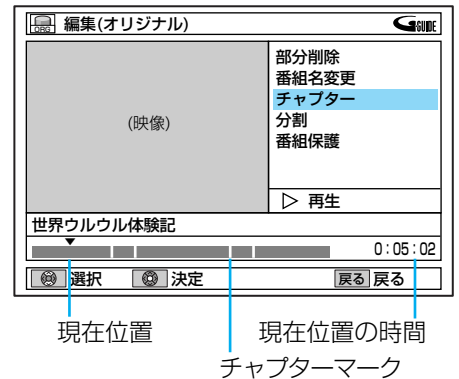 ORG 編集(オリジナル) GGUIDE
(映像)
部分削除
番組名変更
チャプター
分割
番組保護
▷ 再生
世界ウルウル体験記
0:05:02
選択 決定 戻る 戻る
現在位置 現在位置の時間
チャプターマーク